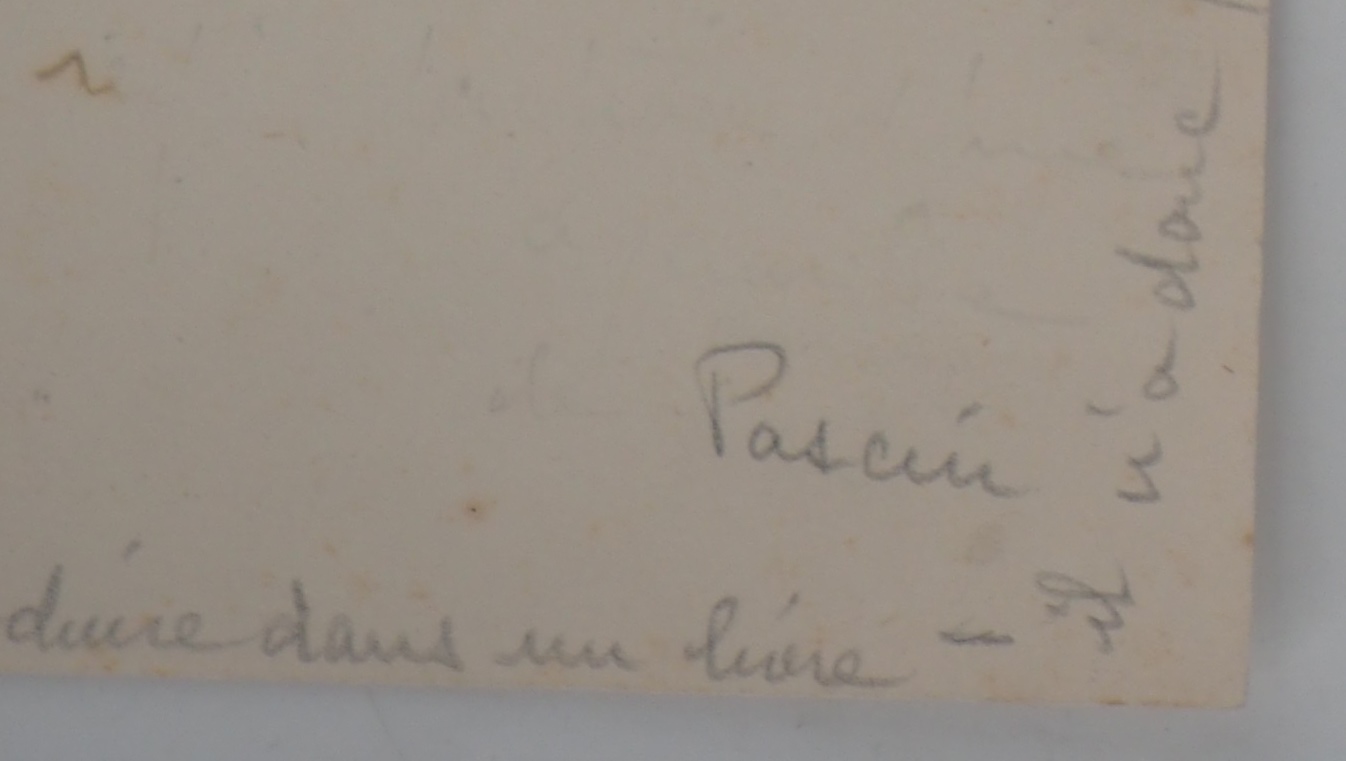 Pascin
duire dans un livre —
Il n'a donc